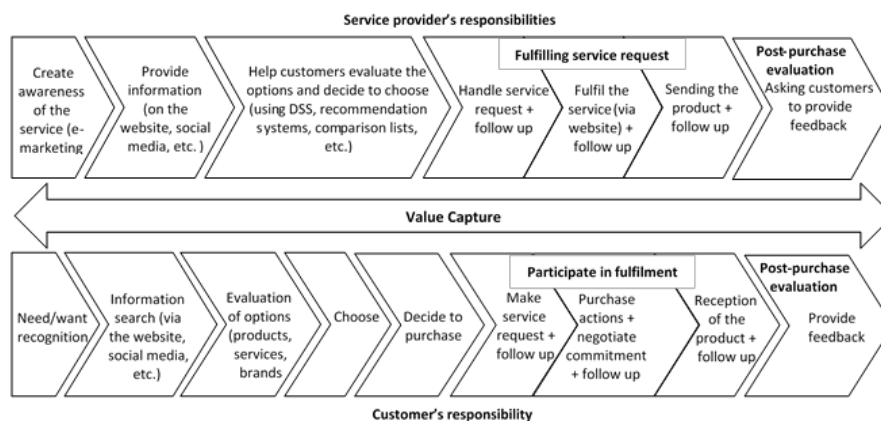 Service provider's responsibilities
Create
awareness
of the
service (e-
marketing
Provide
information
(on the
website, social
media, etc. )
Help customers evaluate the
options and decide to choose
(using DSS, recommendation
systems, comparison lists,
etc.)
Fulfilling service request
Handle service
request +
follow up
Fulfil the
service (via
website) +
follow up
Sending the
product +
follow up
Post-purchase
evaluation
Asking customers
to provide
feedback
Value Capture
Need/want
recognition
Information
search (via
the website,
social media,
etc.)
Evaluation
of options
(products,
services,
brands
Choose
Decide to
purchase
Participate in fulfilment
Make
service
request +
follow up
Purchase
actions +
negotiate
commitment
+ follow up
Reception
of the
product +
follow up
Post-purchase
evaluation
Provide
feedback
Customer's responsibility